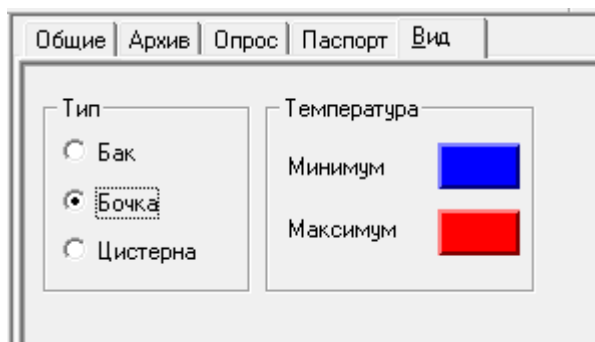 Общие Архив Опрос Паспорт Вид
Тип
Бак
Бочка
Цистерна
Температура
Минимум
Максимум